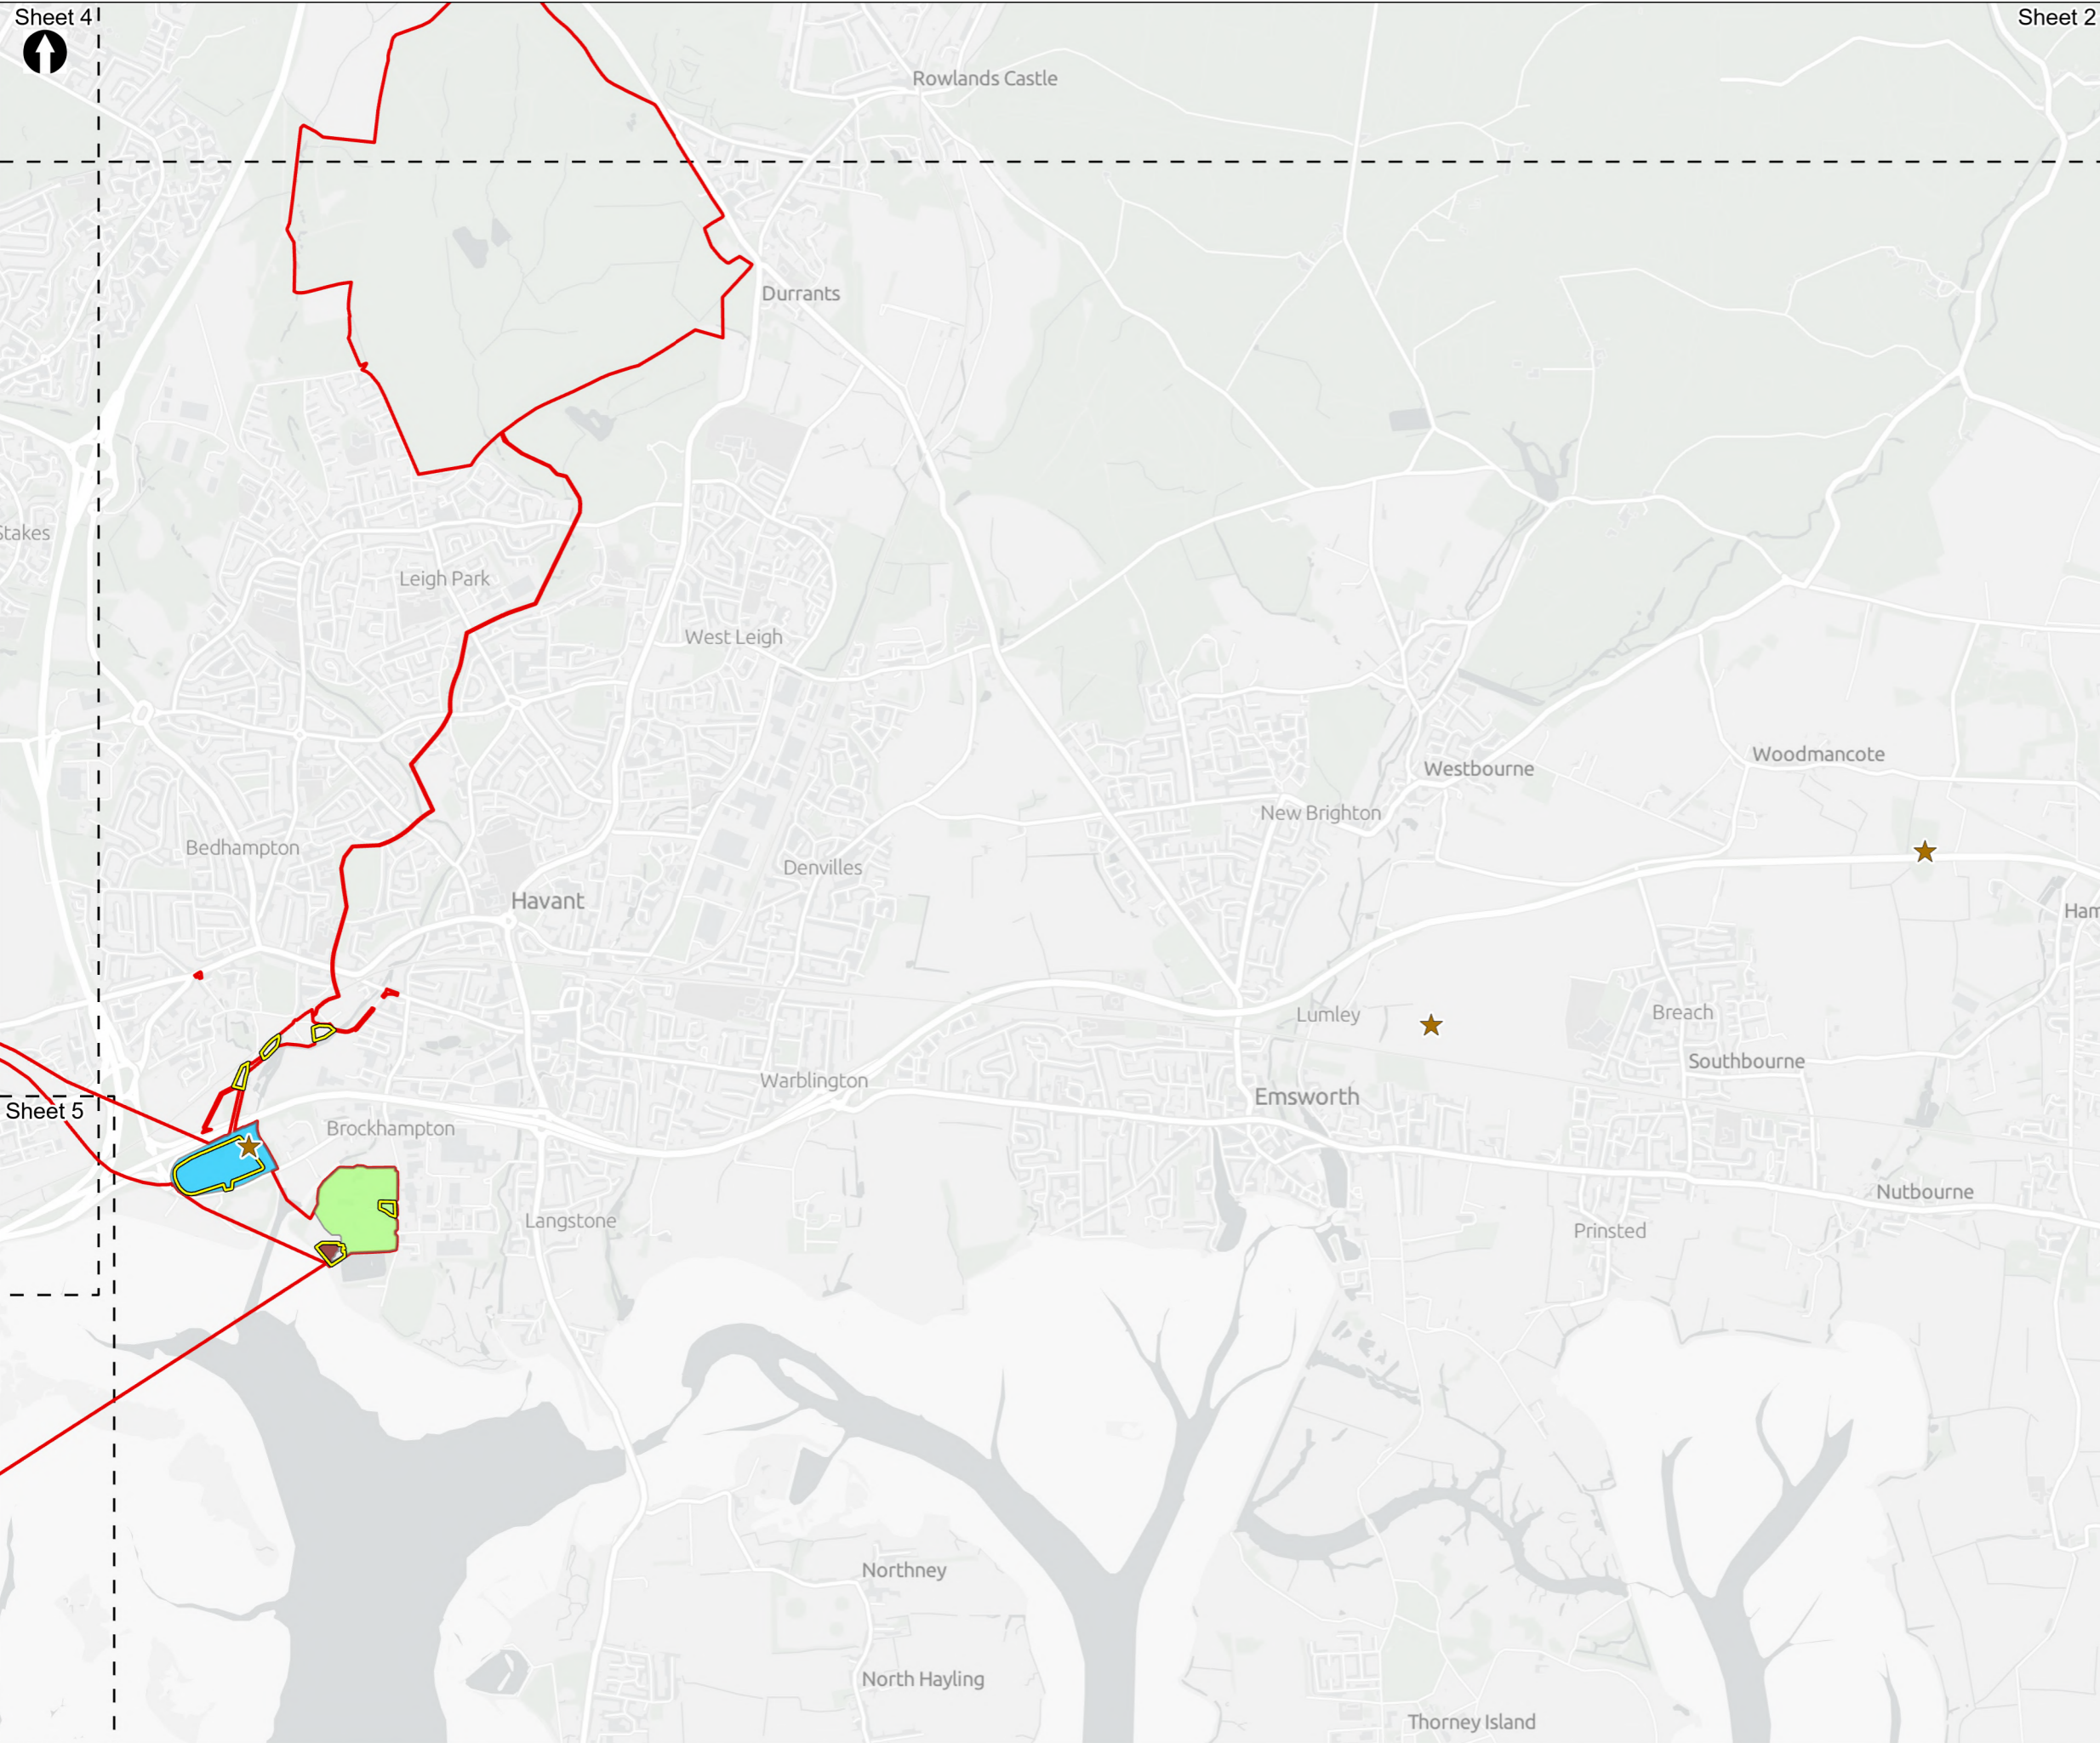 Sheet 4
Sheet 2
Rowlands Castle
Durrants
Stakes
Leigh Park
West Leigh
Woodmancote
Westbourne
New Brighton
Bedhampton
Denvilles
Havant
Ham
Lumley
Breach
Southbourne
Warblington
Emsworth
Sheet 5
Brockhampton
Nutbourne
Langstone
Prinsted
Northney
North Hayling
Thorney Island